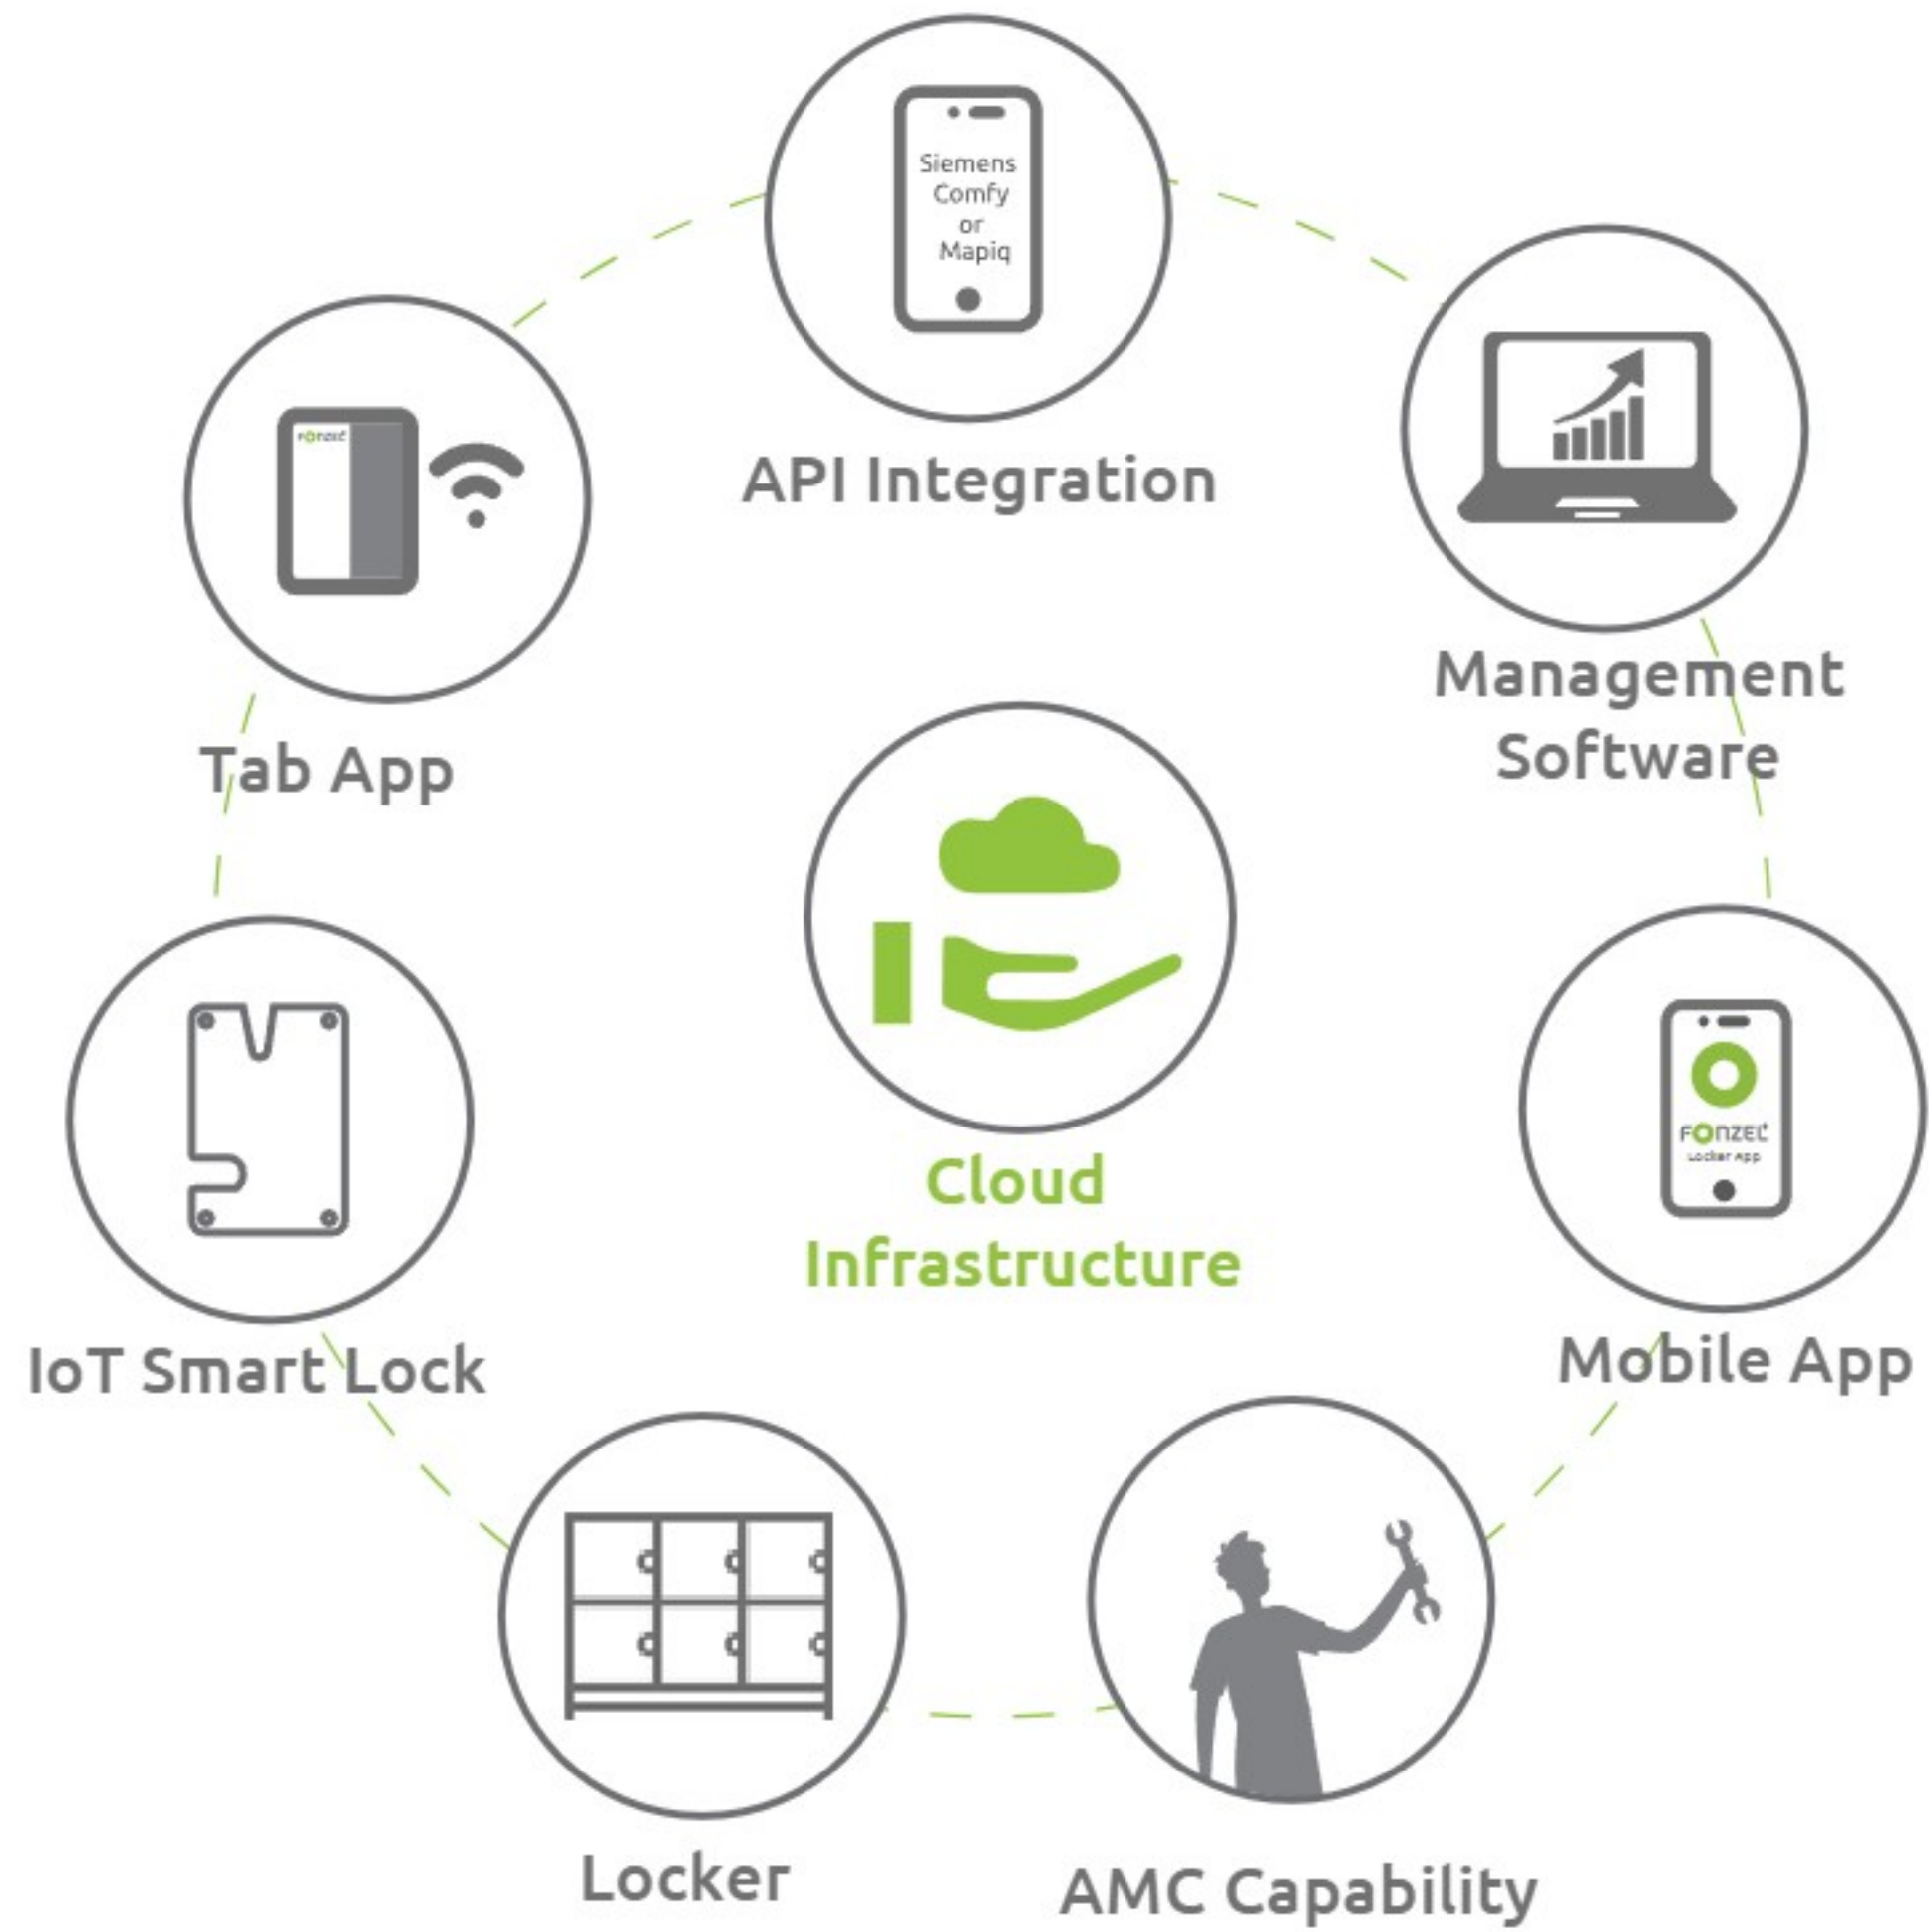 Siemens
Comfy
or
Mapiq
API Integration
FONZEL
Tab App
Management
Software
Cloud
Infrastructure
FONZEL
Locker App
Mobile App
IoT Smart Lock
Locker
AMC Capability